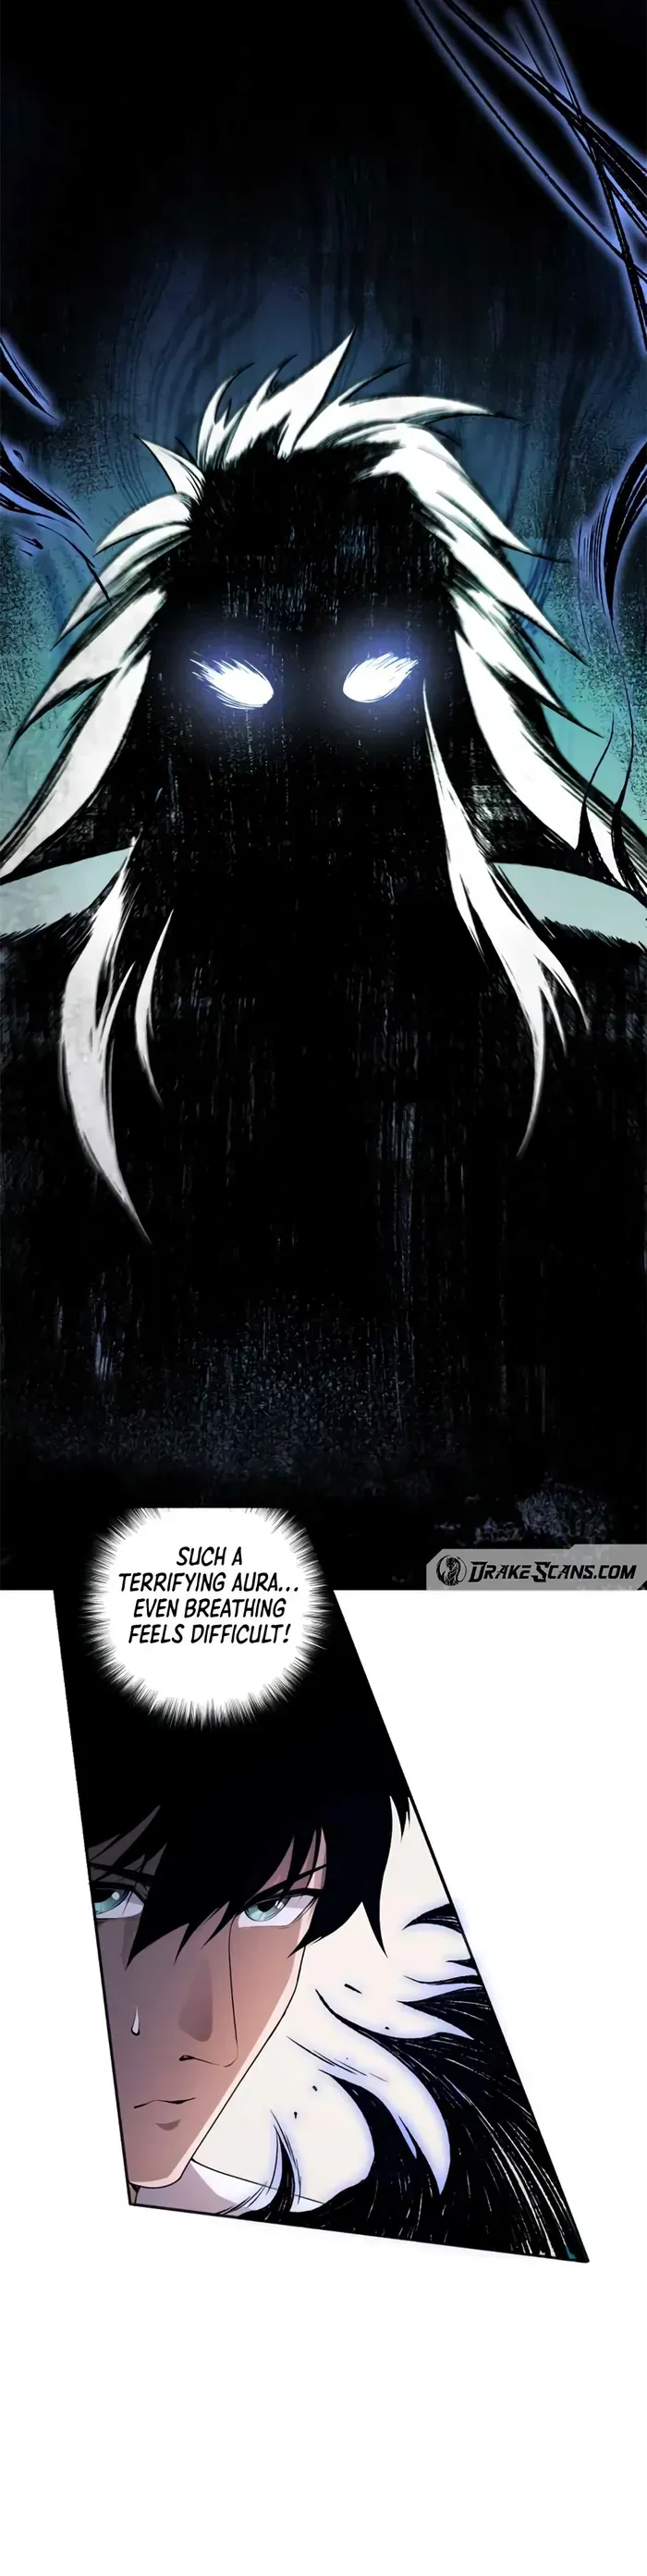 SUCH A
TERRIFYING AURA...
EVEN BREATHING
FEELS DIFFICULT!
DRAKESCANS.COM